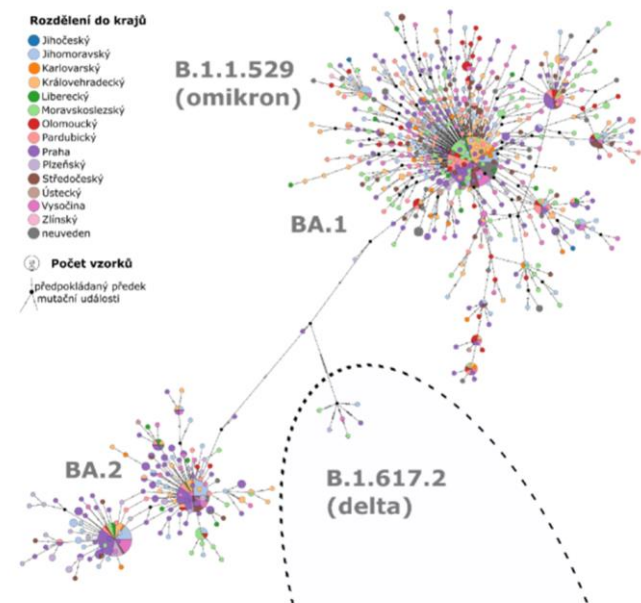 Rozdělení do krajů
Jihočeský
Jihomoravský
Karlovarský
Královehradecký
Liberecký
Moravskoslezský
Olomoucký
Pardubický
Praha
Plzeňský
Středočeský
Ústecký
Vysočina
Zlínský
neuveden
Počet vzorků
předpokládaný předek
mutační události
B.1.1.529
(omikron)
BA.1
BA.2
B.1.617.2
(delta)